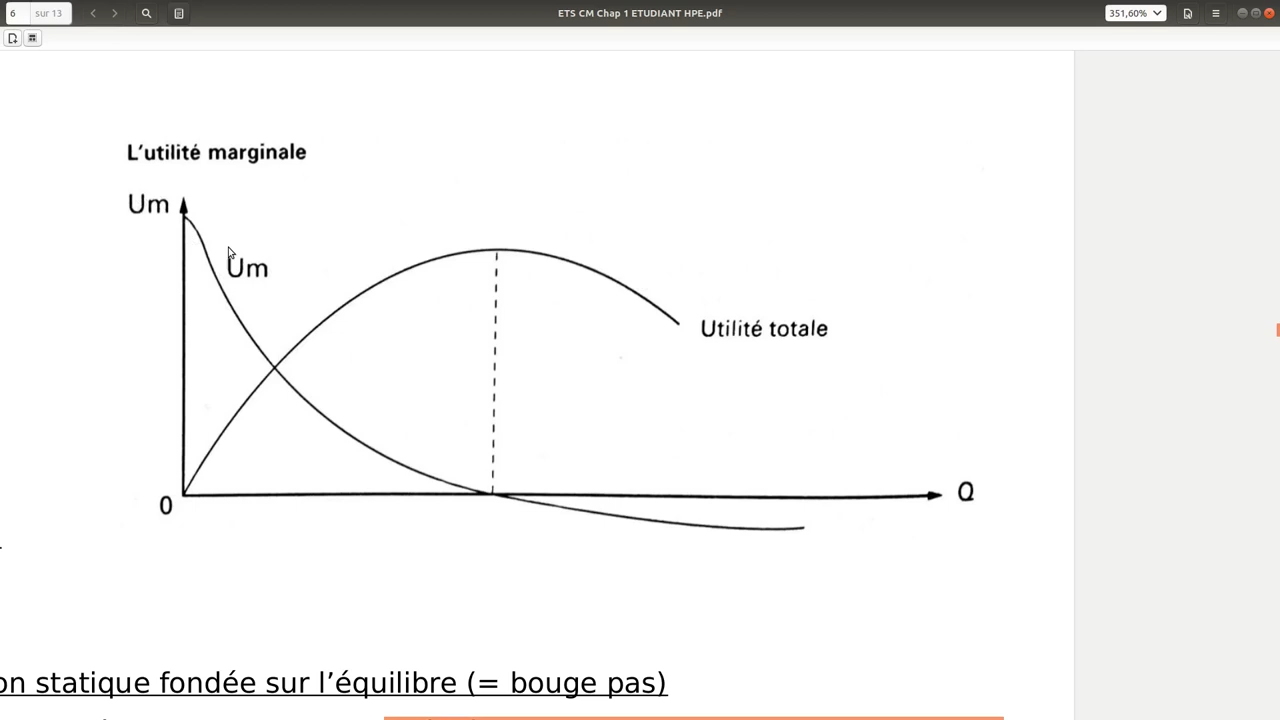 6 sur 13
ETS CM Chap 1 ETUDIANT HPE.pdf
351,60%
L'utilité marginale
Um
Um
Utilité totale
0
Q
on statique fondée sur l'équilibre (= bouge pas)